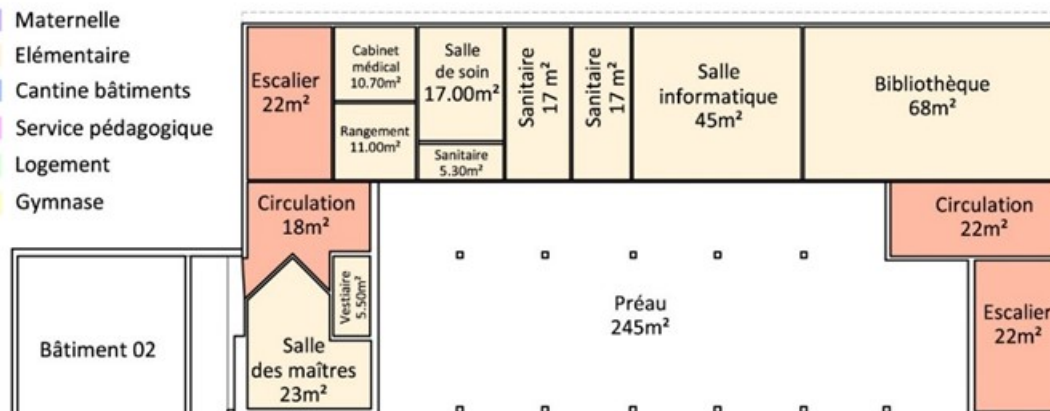 Maternelle
Elémentaire
Cantine bâtiments
Service pédagogique
Logement
Gymnase
Escalier
22m²
Cabinet
médical
10.70m²
Rangement
11.00m²
Salle
de soin
17.00m²
Sanitaire
5.30m²
Sanitaire
17 m²
Sanitaire
17 m²
Salle
informatique
45m²
Bibliothèque
68m²
Circulation
18m²
Circulation
22m²
Vestiaire
5.50m²
Préau
245m²
Escalier
22m²
Bâtiment 02
Salle
des maîtres
23m²